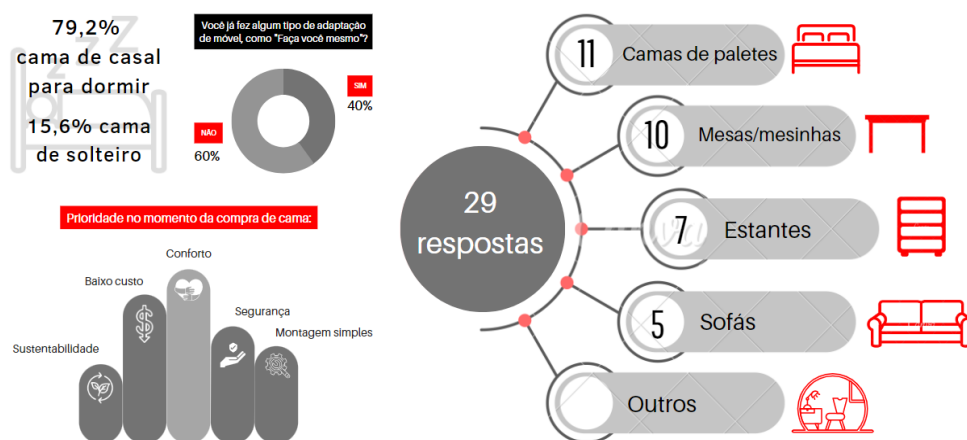 79,2%
cama de casal
para dormir
15,6% cama
de solteiro
Você já fez algum tipo de adaptação
de móvel, como "Faça você mesmo"?
SIM
40%
NÃO
60%
Prioridade no momento da compra de cama:
Conforto
Baixo custo
Segurança
Montagem simples
Sustentabilidade
29
respostas
11 Camas de paletes
10 Mesas/mesinhas
7 Estantes
5 Sofás
Outros